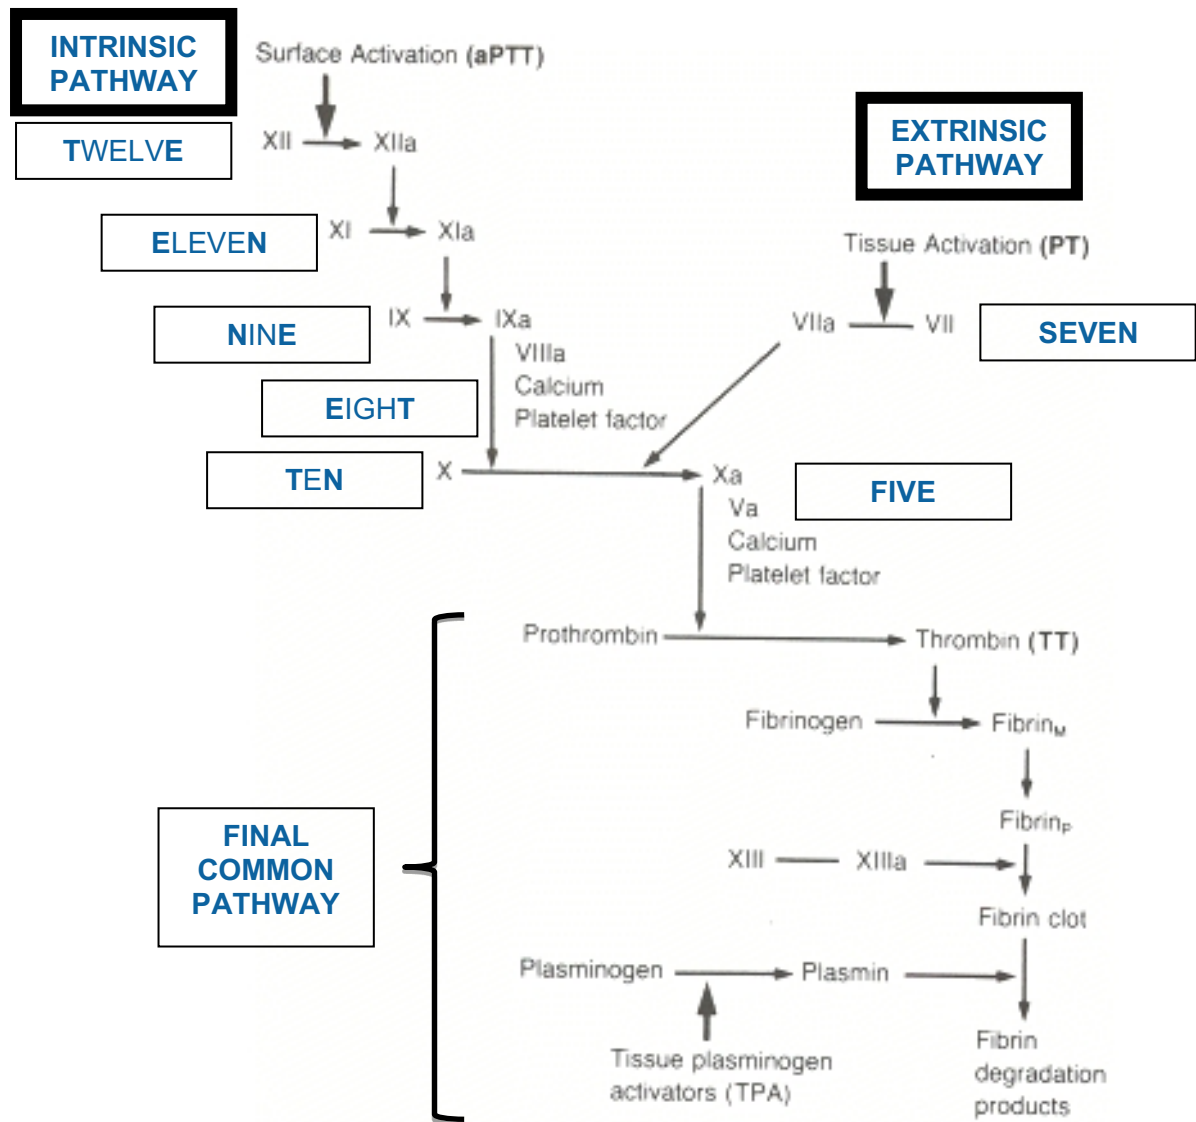 INTRINSIC
PATHWAY
Surface Activation (aPTT)
TWELVE
XII
XIIa
EXTRINSIC
PATHWAY
ELEVEN
XI
XIa
Tissue Activation (PT)
NINE
IX
IXa
VIIa
VII
SEVEN
VIIIa
Calcium
Platelet factor
EIGHT
TEN
X
Xa
FIVE
Va
Calcium
Platelet factor
Prothrombin
Thrombin (TT)
Fibrinogen
FibrinM
FibrinP
FINAL
COMMON
PATHWAY
XIII
XIIIa
Fibrin clot
Plasminogen
Plasmin
Tissue plasminogen
activators (TPA)
Fibrin
degradation
products